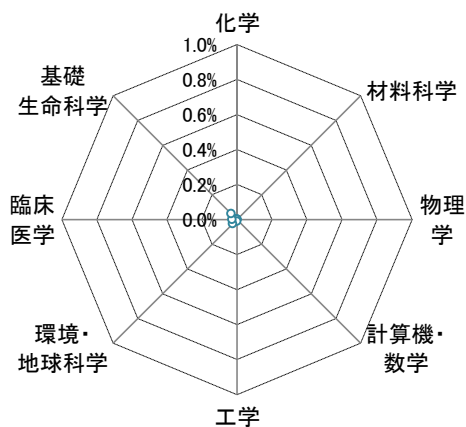 化学
1.0%
0.8%
0.6%
0.4%
0.2%
0.0%
材料科学
物理
学
計算機・
数学
工学
環境・
地球科学
臨床
医学
基礎
生命科学